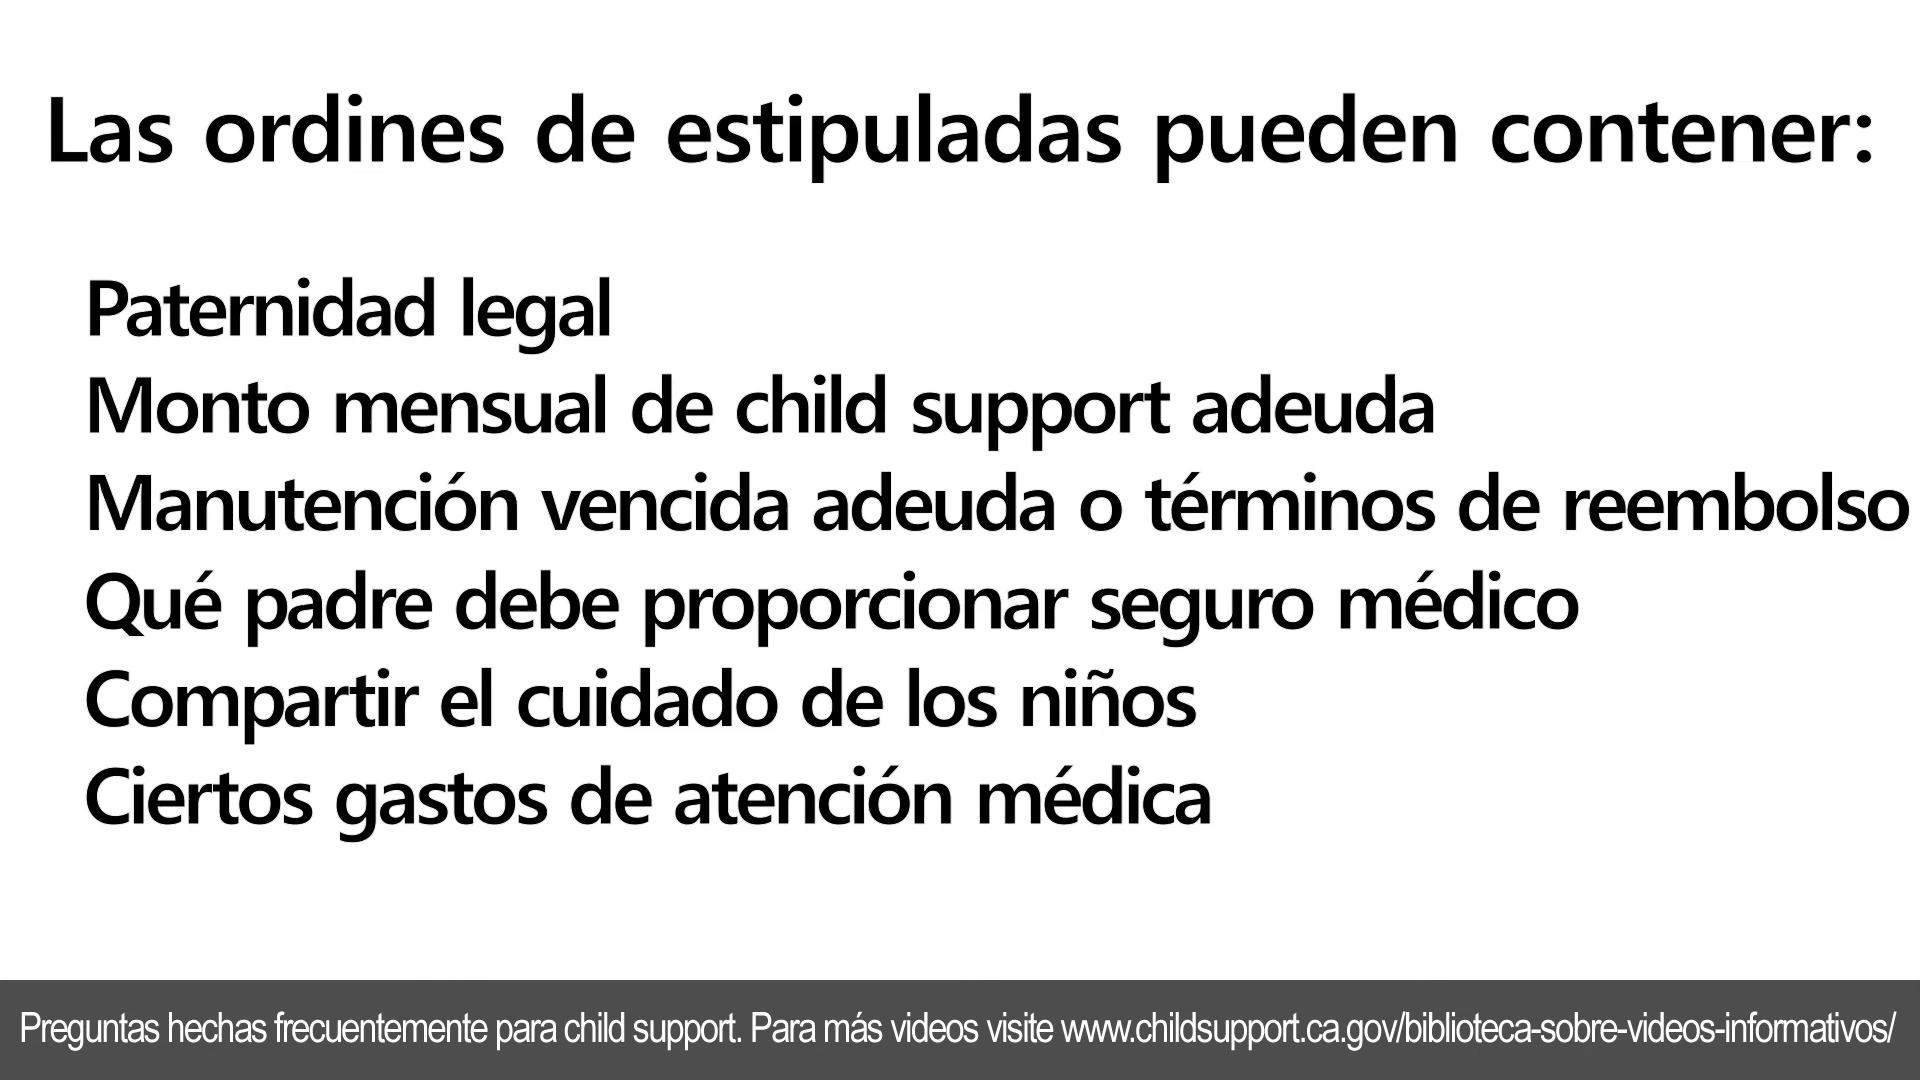 Las ordines de estipuladas pueden contener:
Paternidad legal
Monto mensual de child support adeuda
Manutención vencida adeuda o términos de reembolso
Qué padre debe proporcionar seguro médico
Compartir el cuidado de los niños
Ciertos gastos de atención médica
Preguntas hechas frecuentemente para child support. Para más videos visite www.childsupport.ca.gov/biblioteca-sobre-videos-informativos/